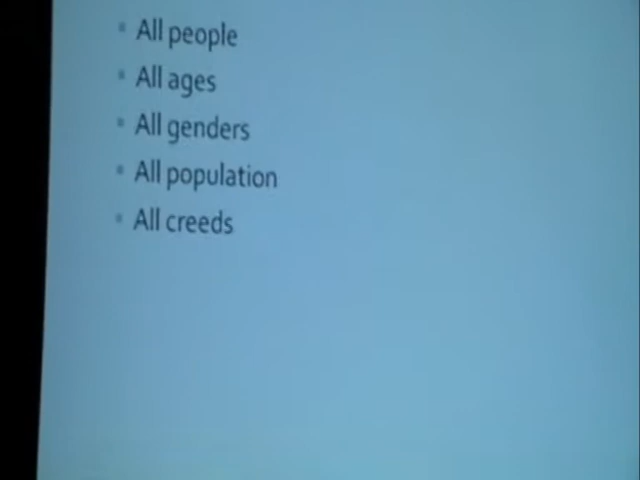 All people
All ages
All genders
All population
All creeds